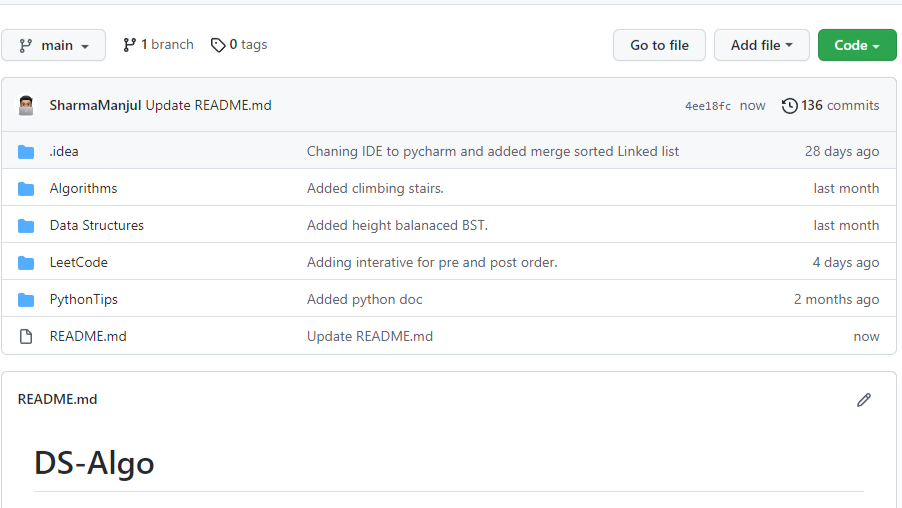 main 1 branch 0 tags Go to file Add file Code
SharmaManjul Update README.md 4ee18fc now 136 commits
.idea Chaning IDE to pycharm and added merge sorted Linked list 28 days ago
Algorithms Added climbing stairs. last month
Data Structures Added height balanaced BST. last month
LeetCode Adding interative for pre and post order. 4 days ago
PythonTips Added python doc 2 months ago
README.md Update README.md now
README.md
DS-Algo